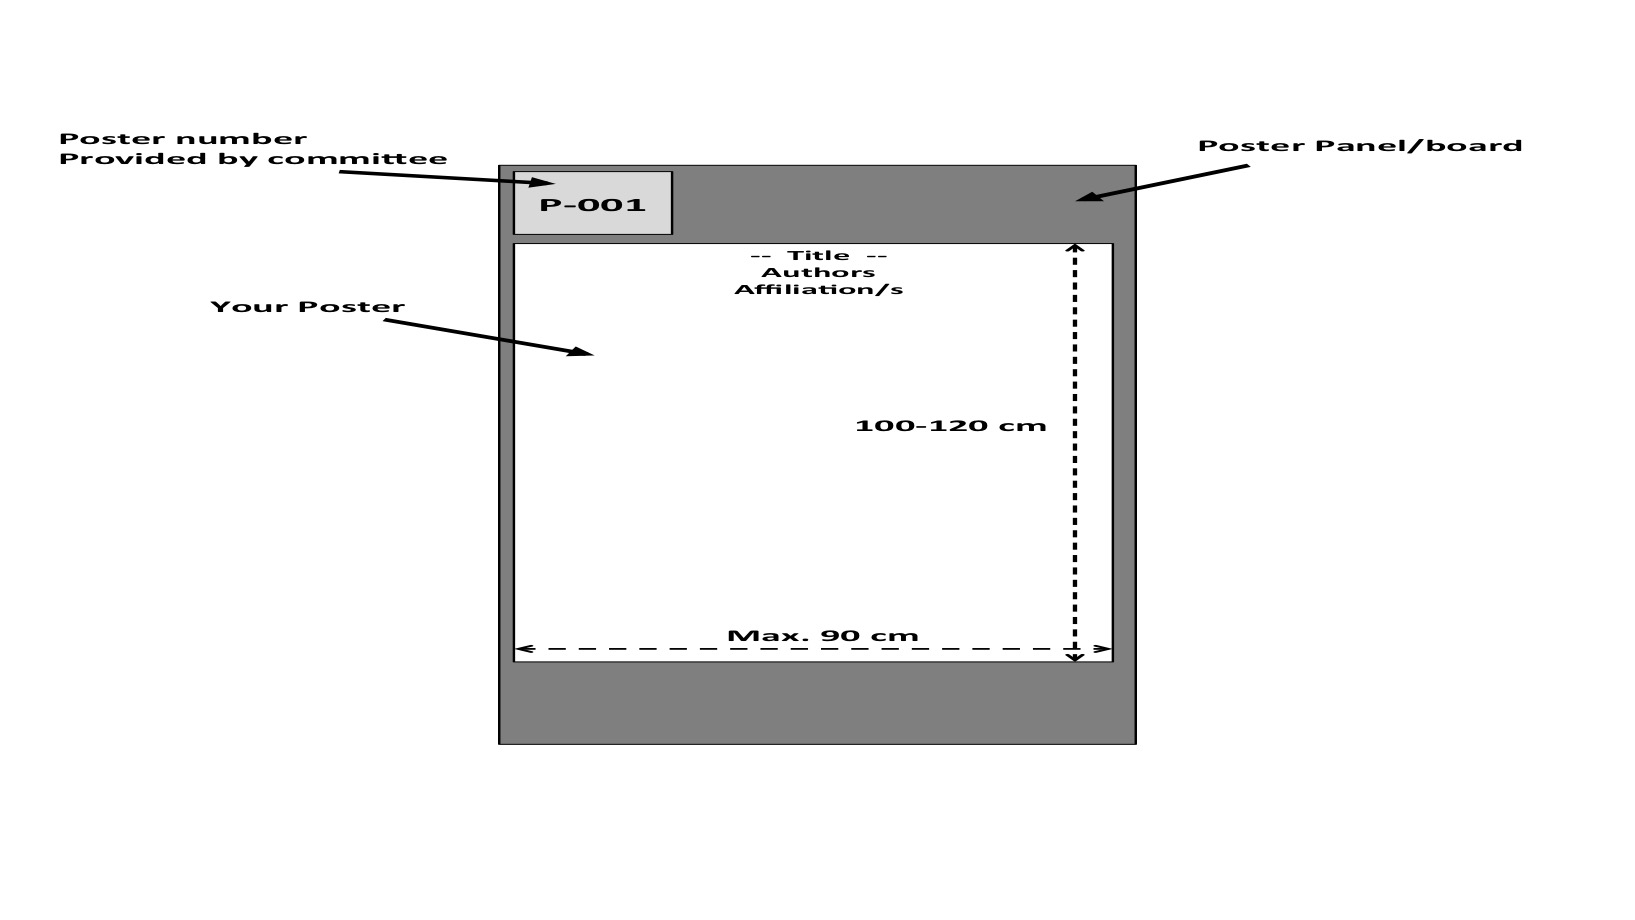 Poster number
Provided by committee
Poster Panel/board
P-001
-- Title --
Authors
Affiliation/s
Your Poster
100-120 cm
Max. 90 cm